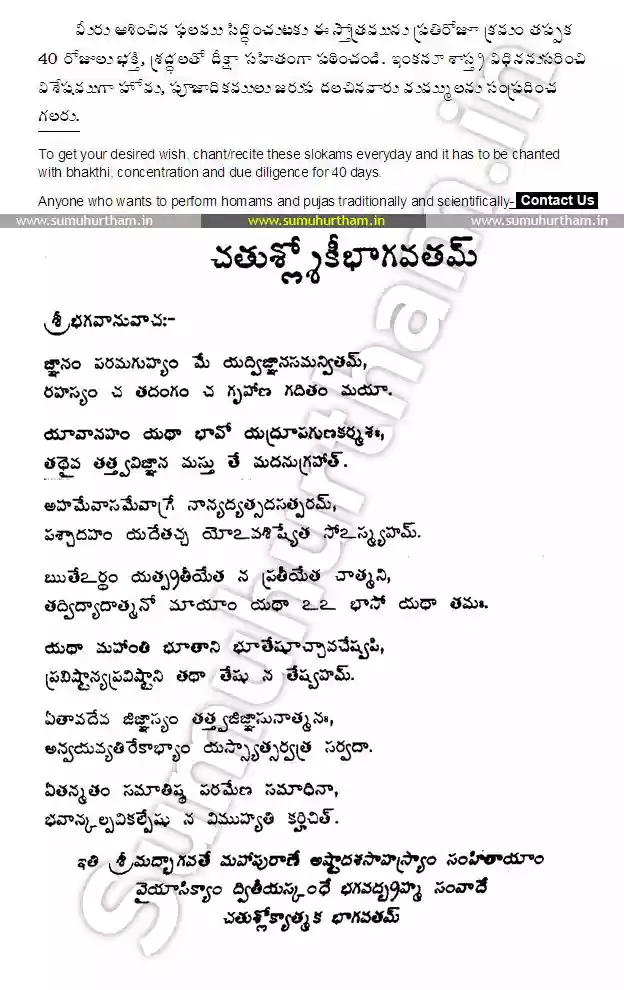 మీరు ఆశించిన ఫలము సిద్ధించుటకు ఈ స్తోత్రమును ప్రతిరోజూ క్రమం తప్పక
40 రోజులు భక్తి, శ్రద్ధలతో దీక్షా సహితంగా పఠించండి. ఇంకనూ శాస్త్ర విధిననుసరించి
విశేషముగా హోమ, పూజాదికములు జరుప దలచినవారు మమ్ములను సంప్రదించ
గలరు.
To get your desired wish, chant/recite these slokams everyday and it has to be chanted
with bhakthi, concentration and due diligence for 40 days.
Anyone who wants to perform homams and pujas traditionally and scientifically- Contact Us
www.sumuhurtham.in www.sumuhurtham.in www.sumuhurtham.in
చతుశ్శ్లోకీభాగవతమ్
శ్రీభగవానువాచ:-
జ్ఞానం పరమగుహ్యం మే యద్విజ్ఞానసమన్వితమ్,
రహస్యం చ తదంగం చ గృహాణ గదితం మయా.
యావానహం యథా భావో యద్రూపగుణకర్మశః,
తథైవ తత్త్వవిజ్ఞాన మస్తు తే మదనుగ్రహాత్.
అహమేవాసమేవాగ్రే నాన్యద్యత్సదసత్పరమ్,
పశ్చాదహం యదేతచ్చ యోఽవశిష్యేత సోఽస్మ్యహమ్.
ఋతేఽర్థం యత్ప్రతీయేత న ప్రతీయేత చాత్మని,
తద్విద్యాదాత్మనో మాయాం యథా ఽఽ భాసో యథా తమః.
యథా మహాంతి భూతాని భూతేషూచ్చావచేష్వపి,
ప్రవిష్టాన్యప్రవిష్టాని తథా తేషు న తేష్వహమ్.
ఏతావదేవ జిజ్ఞాస్యం తత్త్వజిజ్ఞాసునాత్మనః,
అన్వయవ్యతిరేకాభ్యాం యస్స్యాత్సర్వత్ర సర్వదా.
ఏతన్మతం సమాతిష్ఠ పరమేణ సమాధినా,
భవాన్కల్పవికల్పేషు న విముహ్యతి కర్హిచిత్.
ఇతి శ్రీమద్భాగవతే మహాపురాణే అష్టాదశసాహస్ర్యాం సంహితాయాం
వైయాసిక్యాం ద్వితీయస్కంధే భగవద్బ్రహ్మ సంవాదే
చతుశ్లోక్యాత్మక భాగవతమ్
Sumuhurtham.in